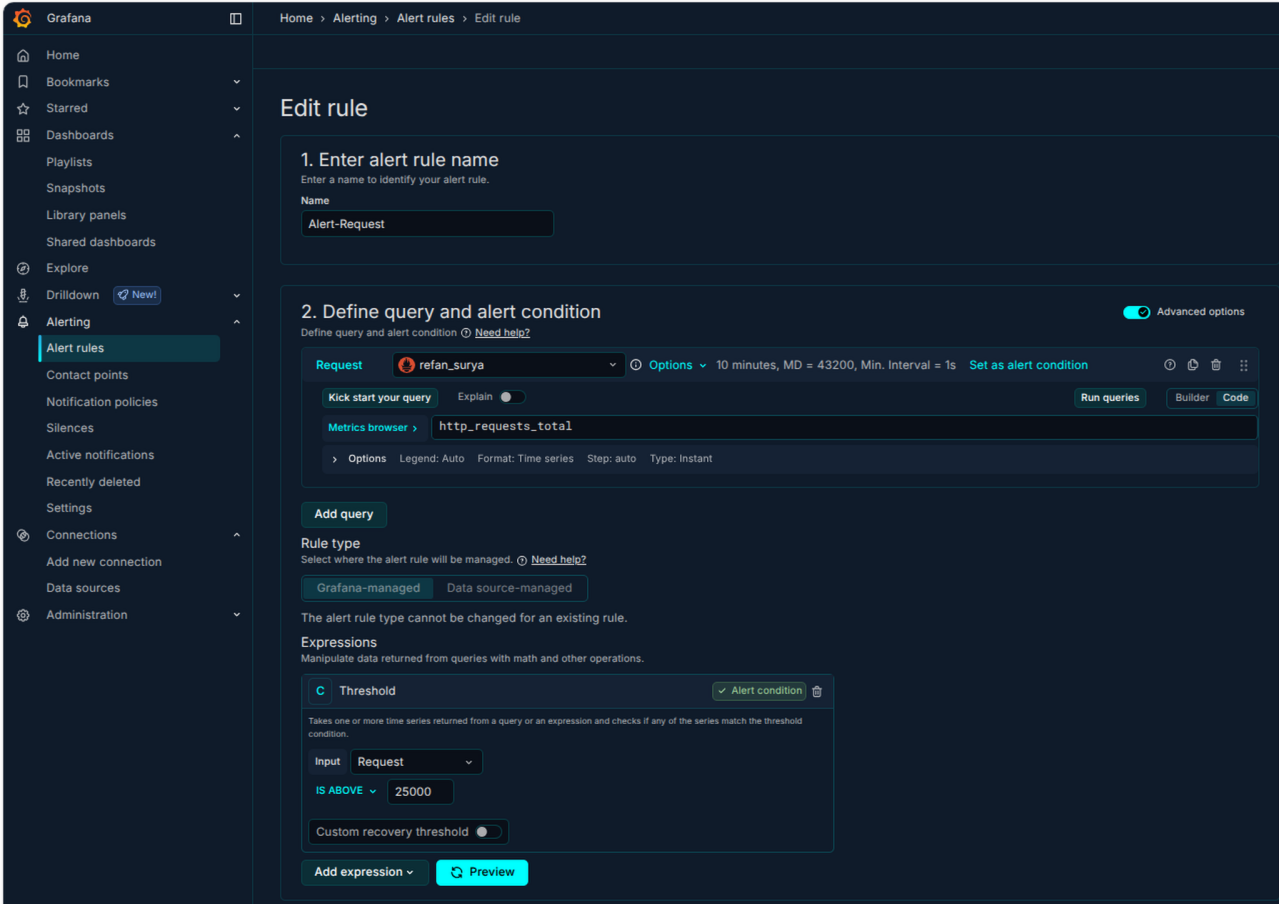 Grafana
Home › Alerting › Alert rules › Edit rule
Home
Bookmarks
Starred
Dashboards
Playlists
Snapshots
Library panels
Shared dashboards
Explore
Drilldown New!
Alerting
Alert rules
Contact points
Notification policies
Silences
Active notifications
Recently deleted
Settings
Connections
Add new connection
Data sources
Administration
Edit rule
1. Enter alert rule name
Enter a name to identify your alert rule.
Name
Alert-Request
2. Define query and alert condition
Advanced options
Define query and alert condition Need help?
Request refan_surya Options 10 minutes, MD = 43200, Min. Interval = 1s Set as alert condition
Kick start your query Explain Run queries Builder Code
Metrics browser › http_requests_total
› Options Legend: Auto Format: Time series Step: auto Type: Instant
Add query
Rule type
Select where the alert rule will be managed. Need help?
Grafana-managed Data source-managed
The alert rule type cannot be changed for an existing rule.
Expressions
Manipulate data returned from queries with math and other operations.
C Threshold Alert condition
Takes one or more time series returned from a query or an expression and checks if any of the series match the threshold
condition.
Input Request
IS ABOVE 25000
Custom recovery threshold
Add expression Preview